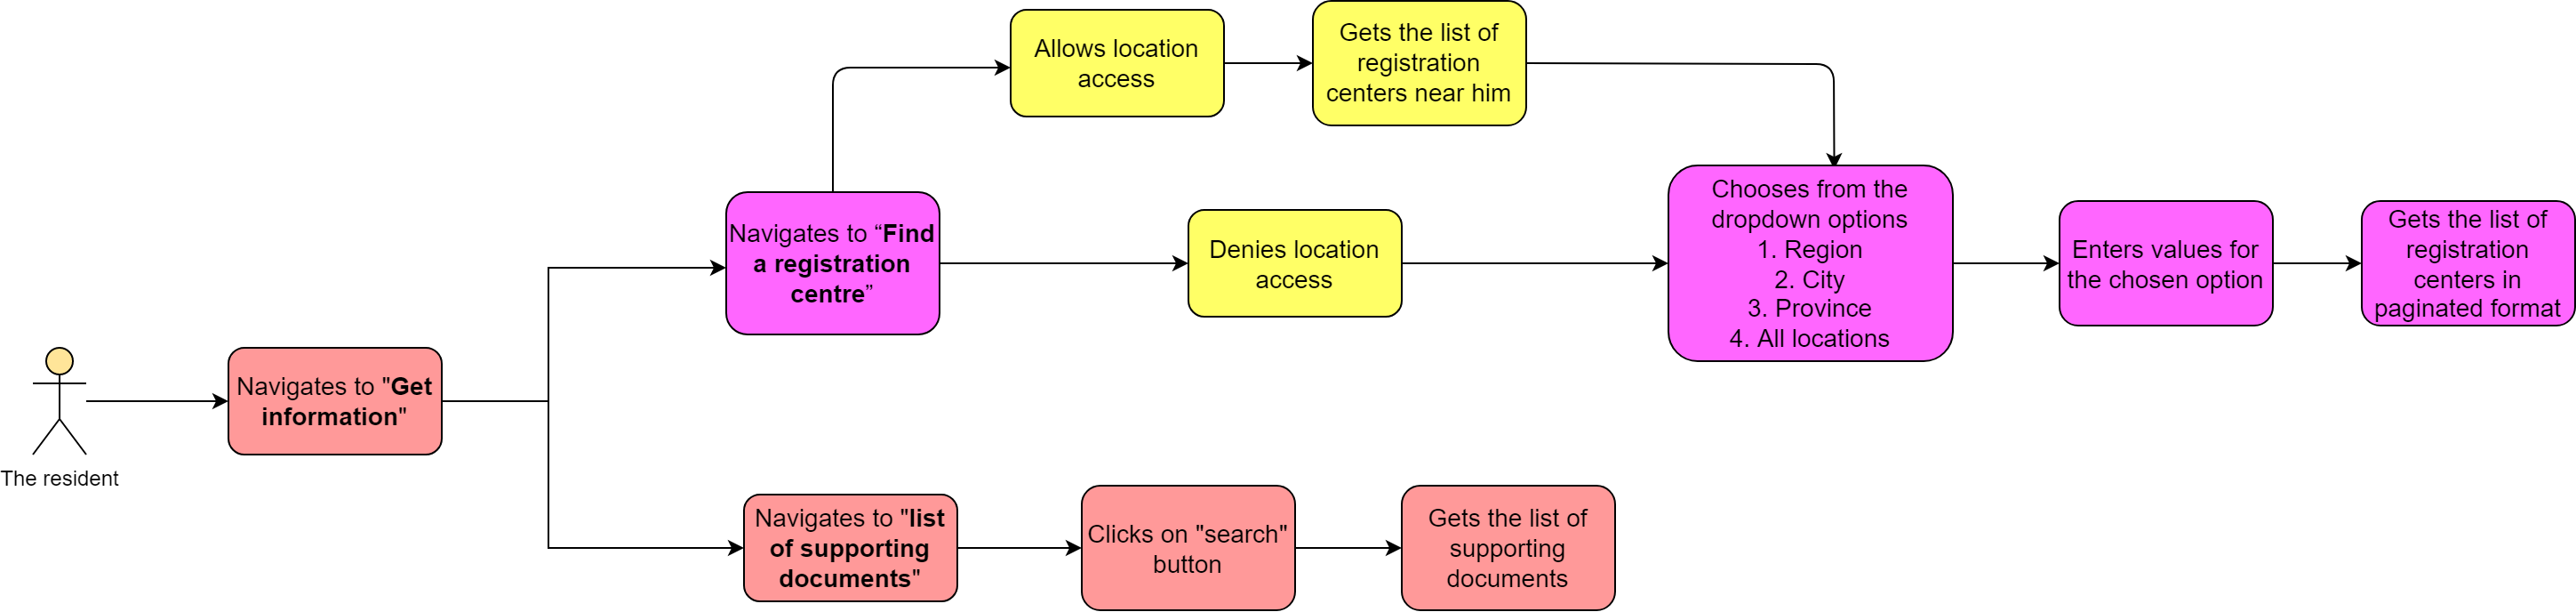 Allows location
access
Gets the list of
registration
centers near him
Navigates to “Find
a registration
centre”
Denies location
access
Chooses from the
dropdown options
1. Region
2. City
3. Province
4. All locations
Enters values for
the chosen option
Gets the list of
registration
centers in
paginated format
The resident
Navigates to "Get
information"
Navigates to "list
of supporting
documents"
Clicks on "search"
button
Gets the list of
supporting
documents